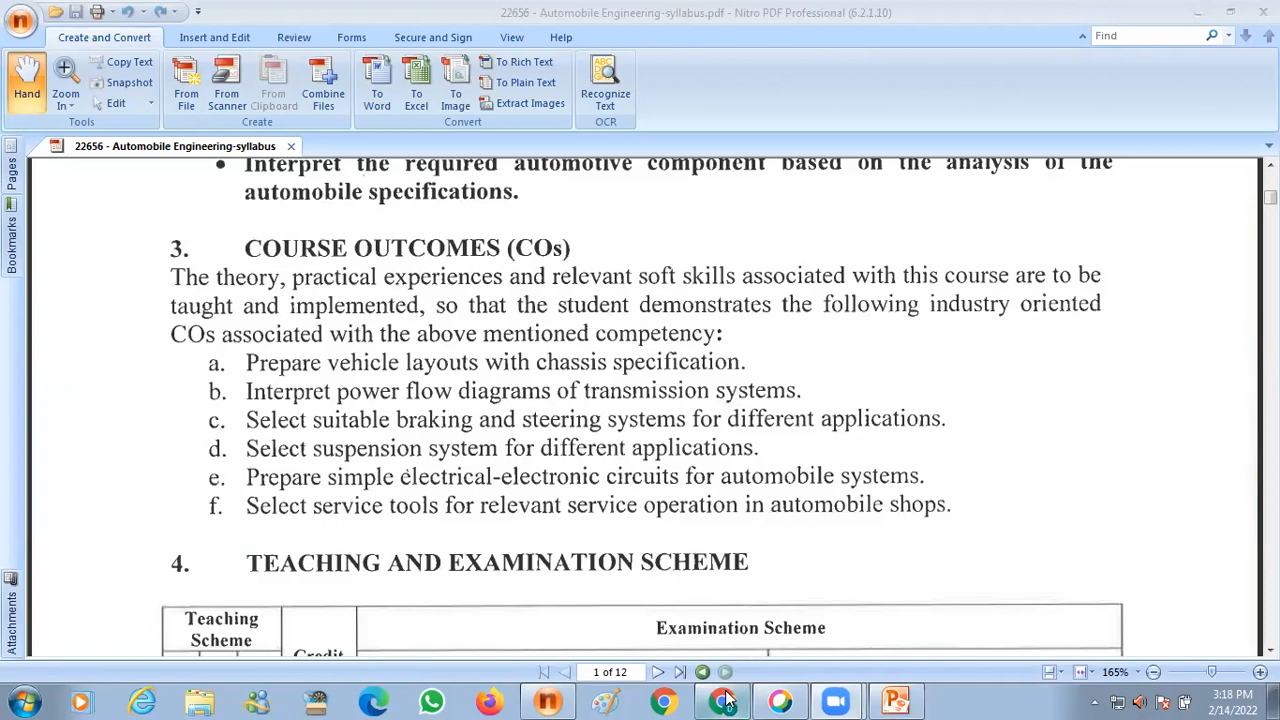 22656 - Automobile Engineering-syllabus.pdf - Nitro PDF Professional (6.2.1.10)
Create and Convert Insert and Edit Review Forms Secure and Sign View Help Find
Hand
Zoom In
Copy Text
Snapshot
Edit
Tools
From File
From Scanner
From Clipboard
Combine Files
Create
To Word
To Excel
To Image
To Rich Text
To Plain Text
Extract Images
Convert
Recognize Text
OCR
22656 - Automobile Engineering-syllabus
Pages
Bookmarks
Attachments
• Interpret the required automotive component based on the analysis of the
automobile specifications.
3. COURSE OUTCOMES (COs)
The theory, practical experiences and relevant soft skills associated with this course are to be
taught and implemented, so that the student demonstrates the following industry oriented
COs associated with the above mentioned competency:
a. Prepare vehicle layouts with chassis specification.
b. Interpret power flow diagrams of transmission systems.
c. Select suitable braking and steering systems for different applications.
d. Select suspension system for different applications.
e. Prepare simple electrical-electronic circuits for automobile systems.
f. Select service tools for relevant service operation in automobile shops.
4. TEACHING AND EXAMINATION SCHEME
Teaching
Scheme
Credit
Examination Scheme
1 of 12
165%
3:18 PM
2/14/2022